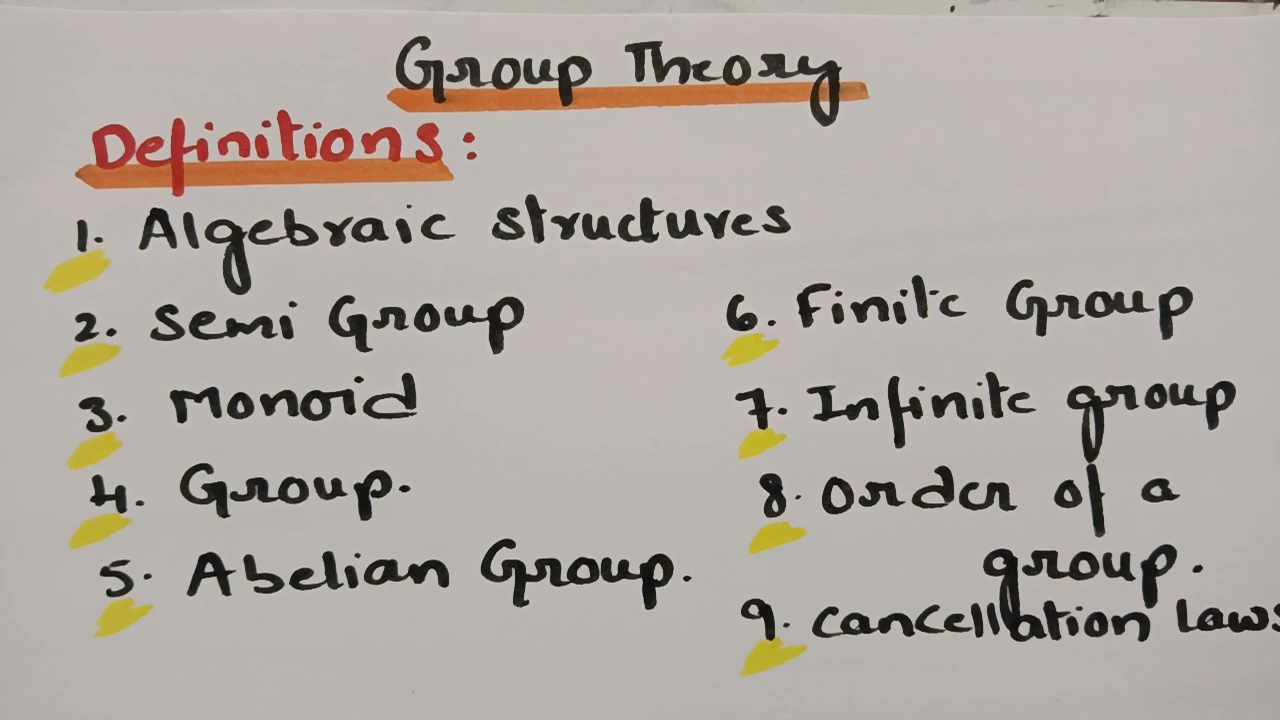 Group Theory
Definitions:
1. Algebraic structures
2. Semi Group
3. Monoid
4. Group.
5. Abelian Group.
6. Finite Group
7. Infinite group
8. Order of a
group.
9. Cancellation laws